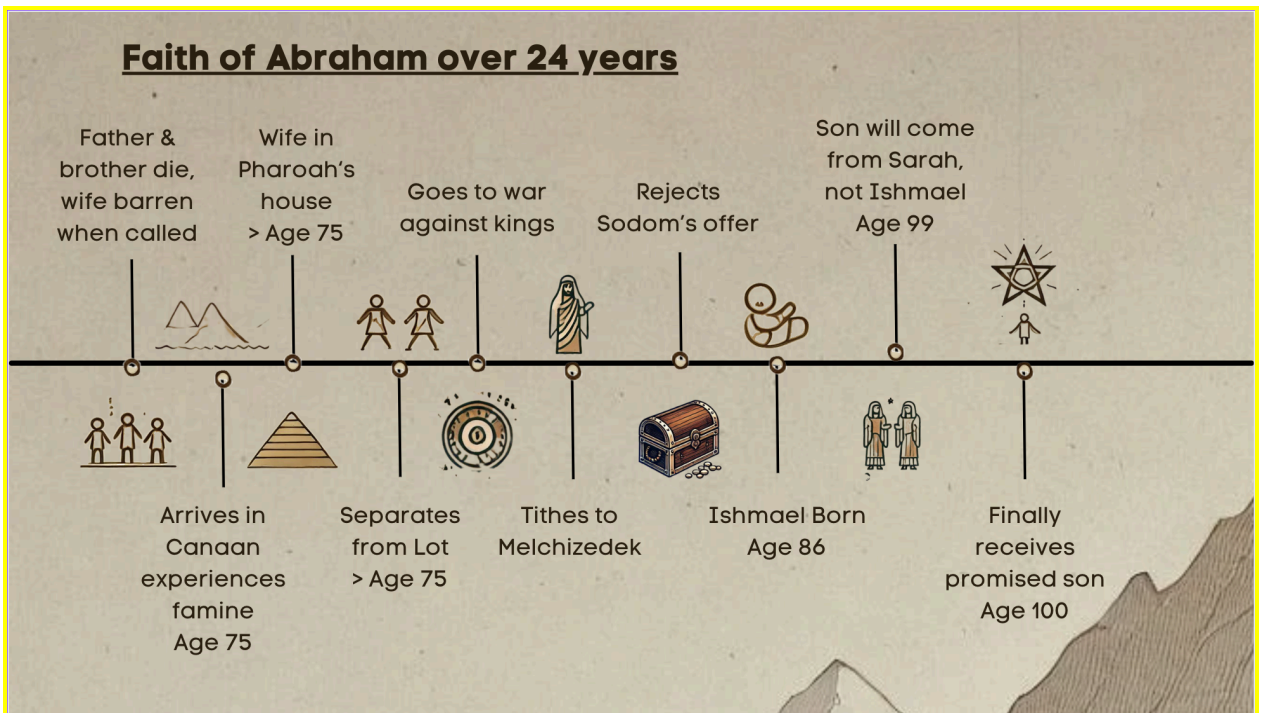 Faith of Abraham over 24 years
Father &
brother die,
wife barren
when called
Arrives in
Canaan
experiences
famine
Age 75
Wife in
Pharoah's
house
> Age 75
Separates
from Lot
> Age 75
Goes to war
against kings
Tithes to
Melchizedek
Rejects
Sodom's offer
Ishmael Born
Age 86
Son will come
from Sarah,
not Ishmael
Age 99
Finally
receives
promised son
Age 100